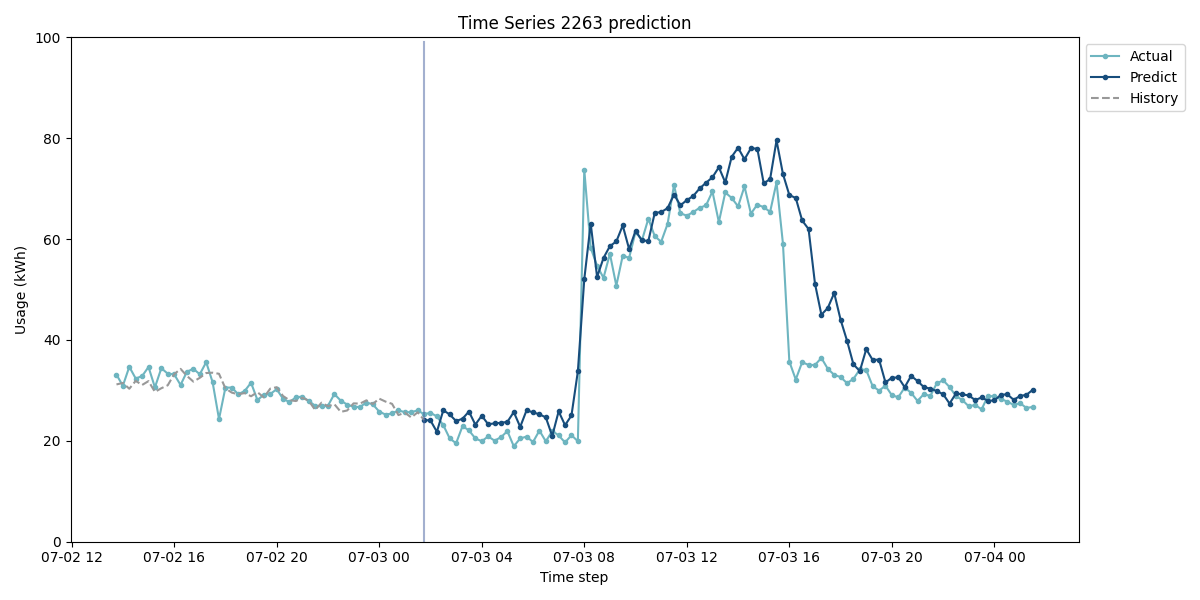 Time Series 2263 prediction
100
80
60
40
20
0
Usage (kWh)
07-02 12
07-02 16
07-02 20
07-03 00
07-03 04
07-03 08
07-03 12
07-03 16
07-03 20
07-04 00
Time step
Actual
Predict
History